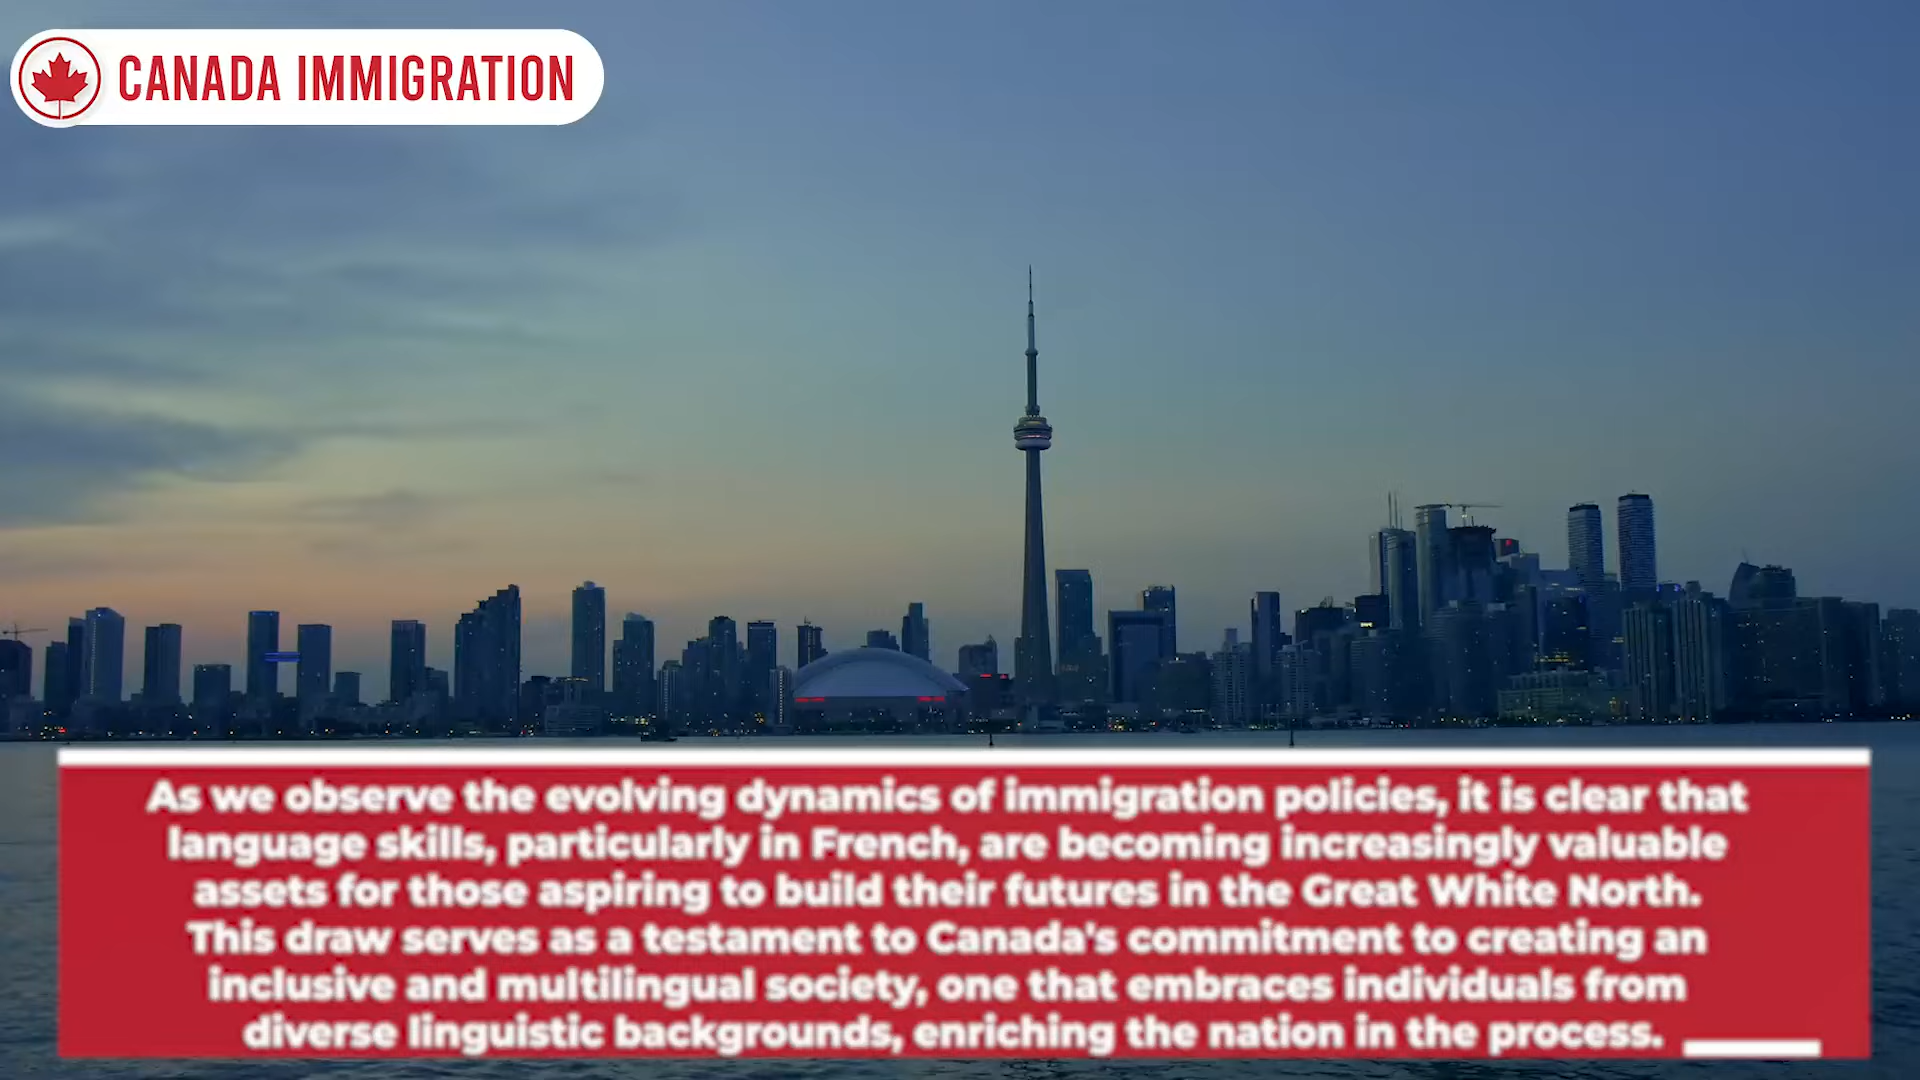 CANADA IMMIGRATION
As we observe the evolving dynamics of immigration policies, it is clear that
language skills, particularly in French, are becoming increasingly valuable
assets for those aspiring to build their futures in the Great White North.
This draw serves as a testament to Canada's commitment to creating an
inclusive and multilingual society, one that embraces individuals from
diverse linguistic backgrounds, enriching the nation in the process.